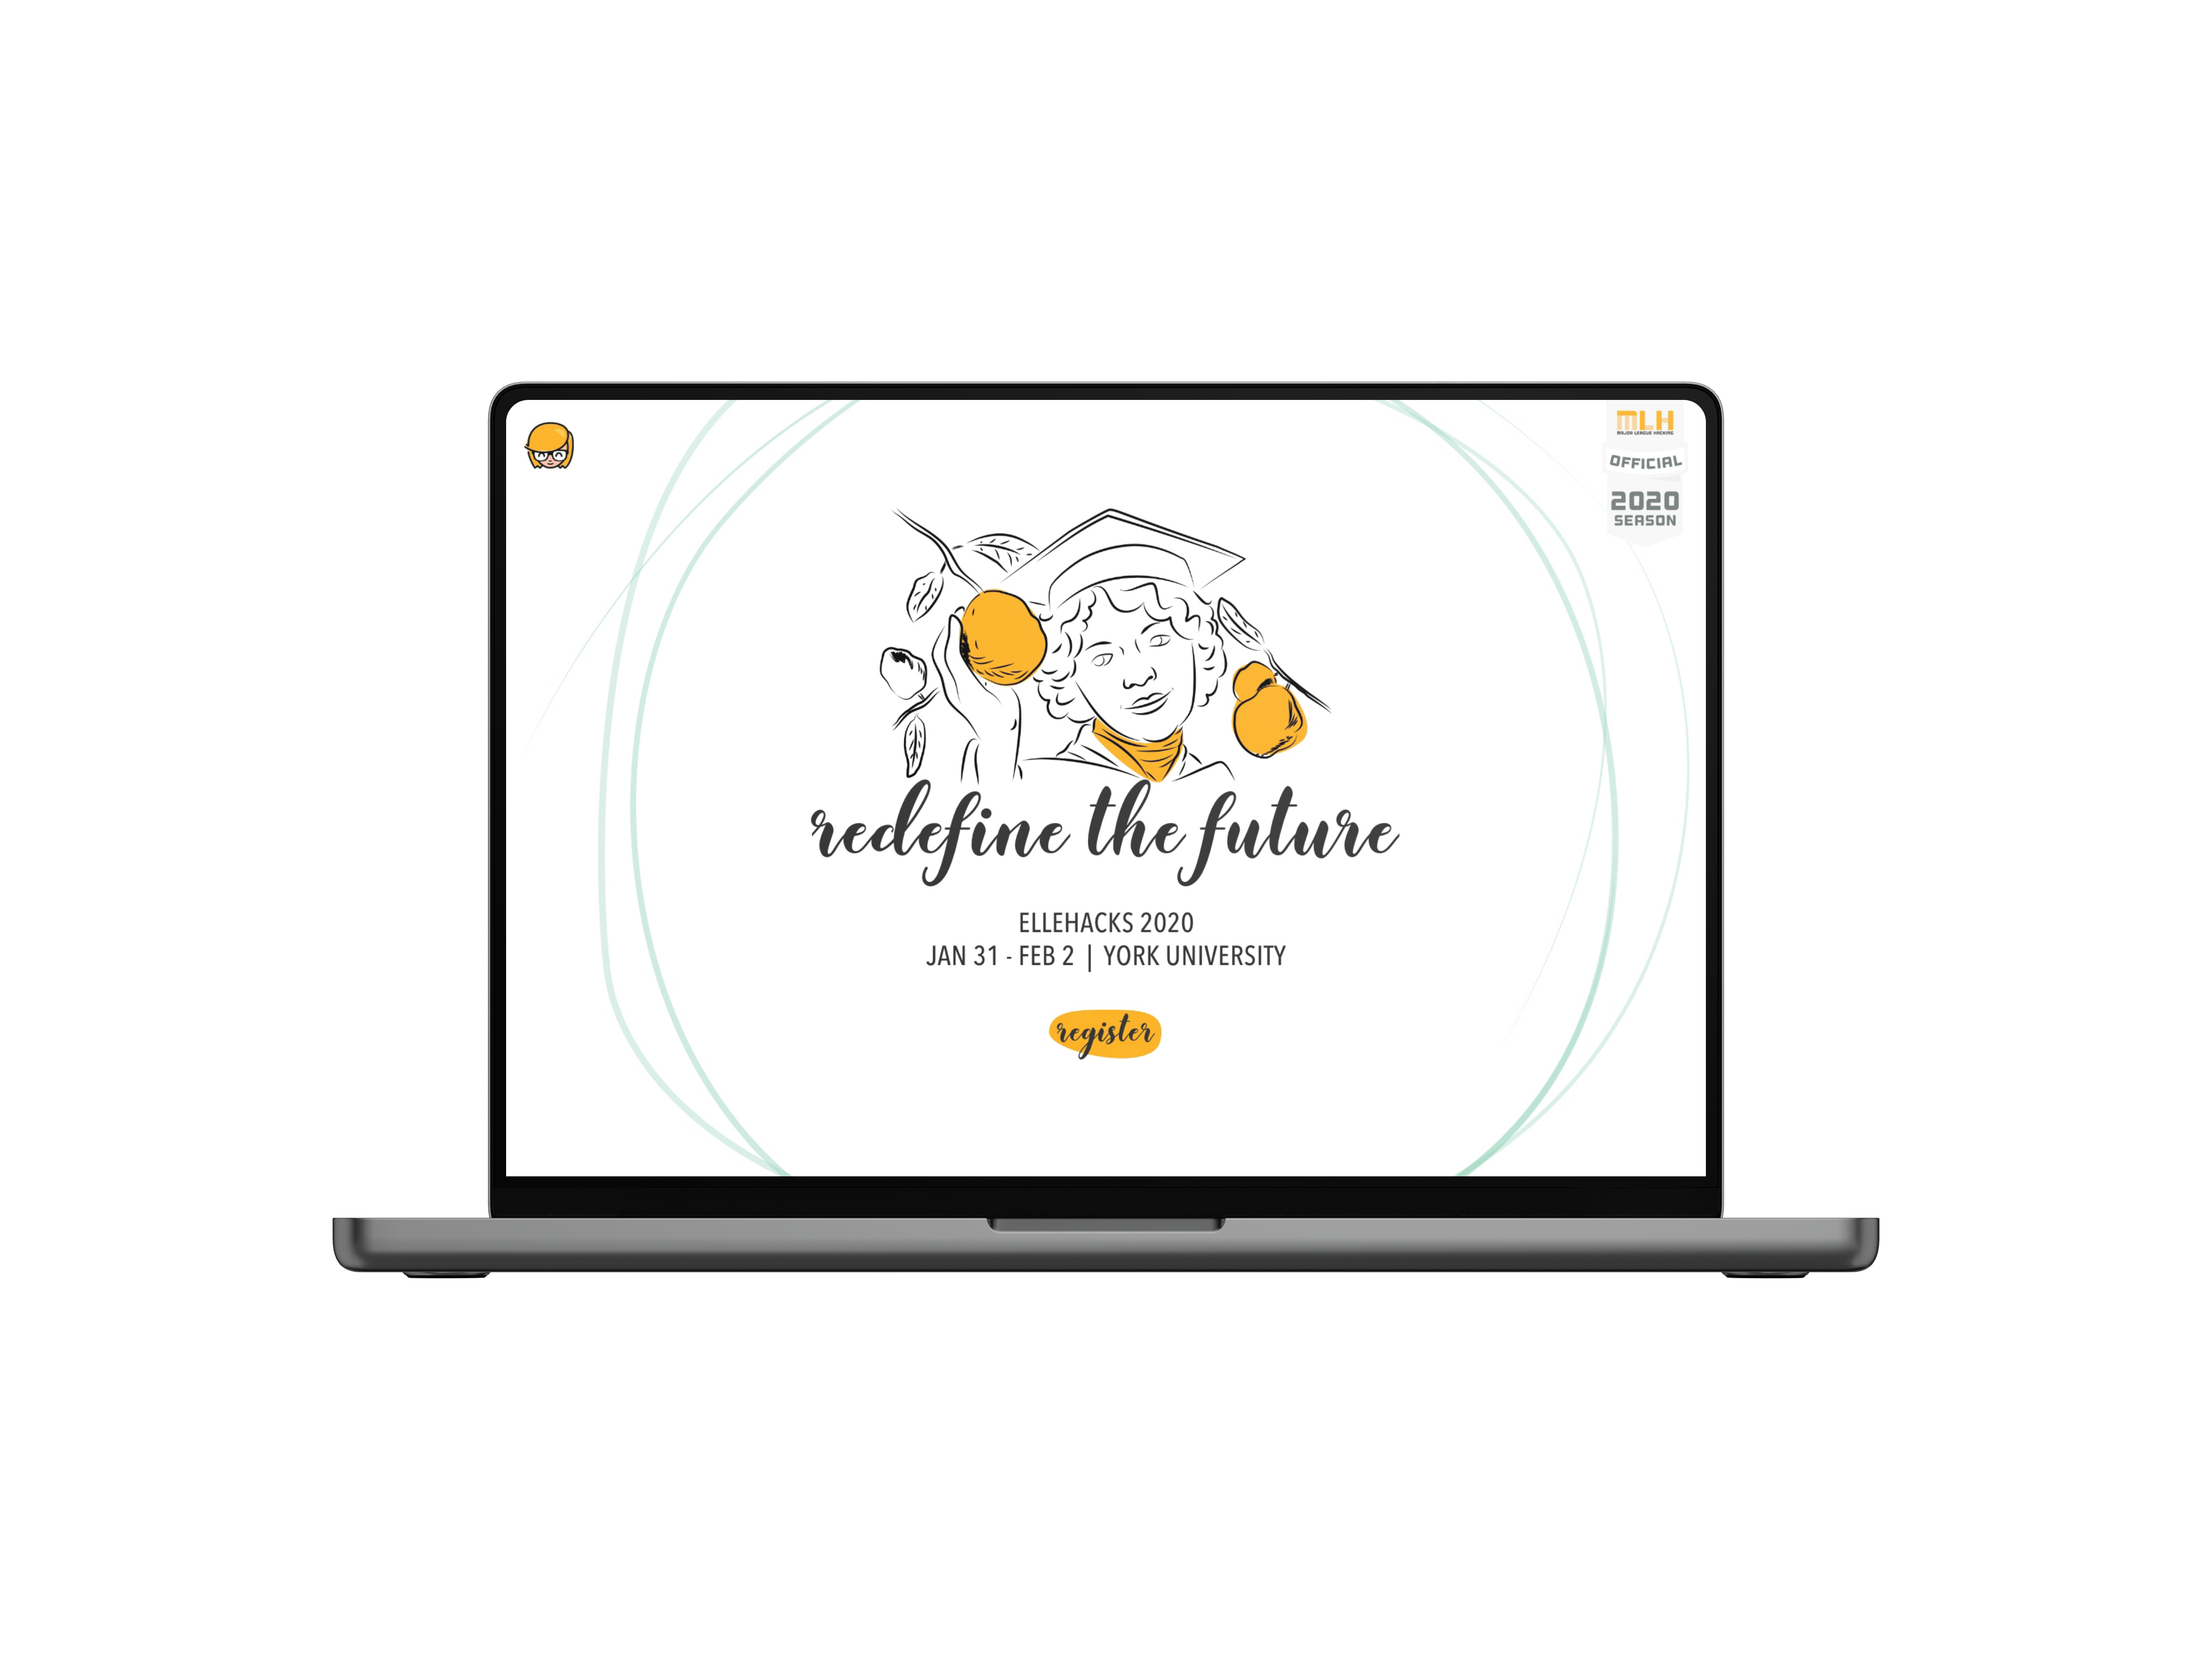 MLH
MAJOR LEAGUE HACKING
OFFICIAL
2020
SEASON
redefine the future
ELLEHACKS 2020
JAN 31 - FEB 2 | YORK UNIVERSITY
register